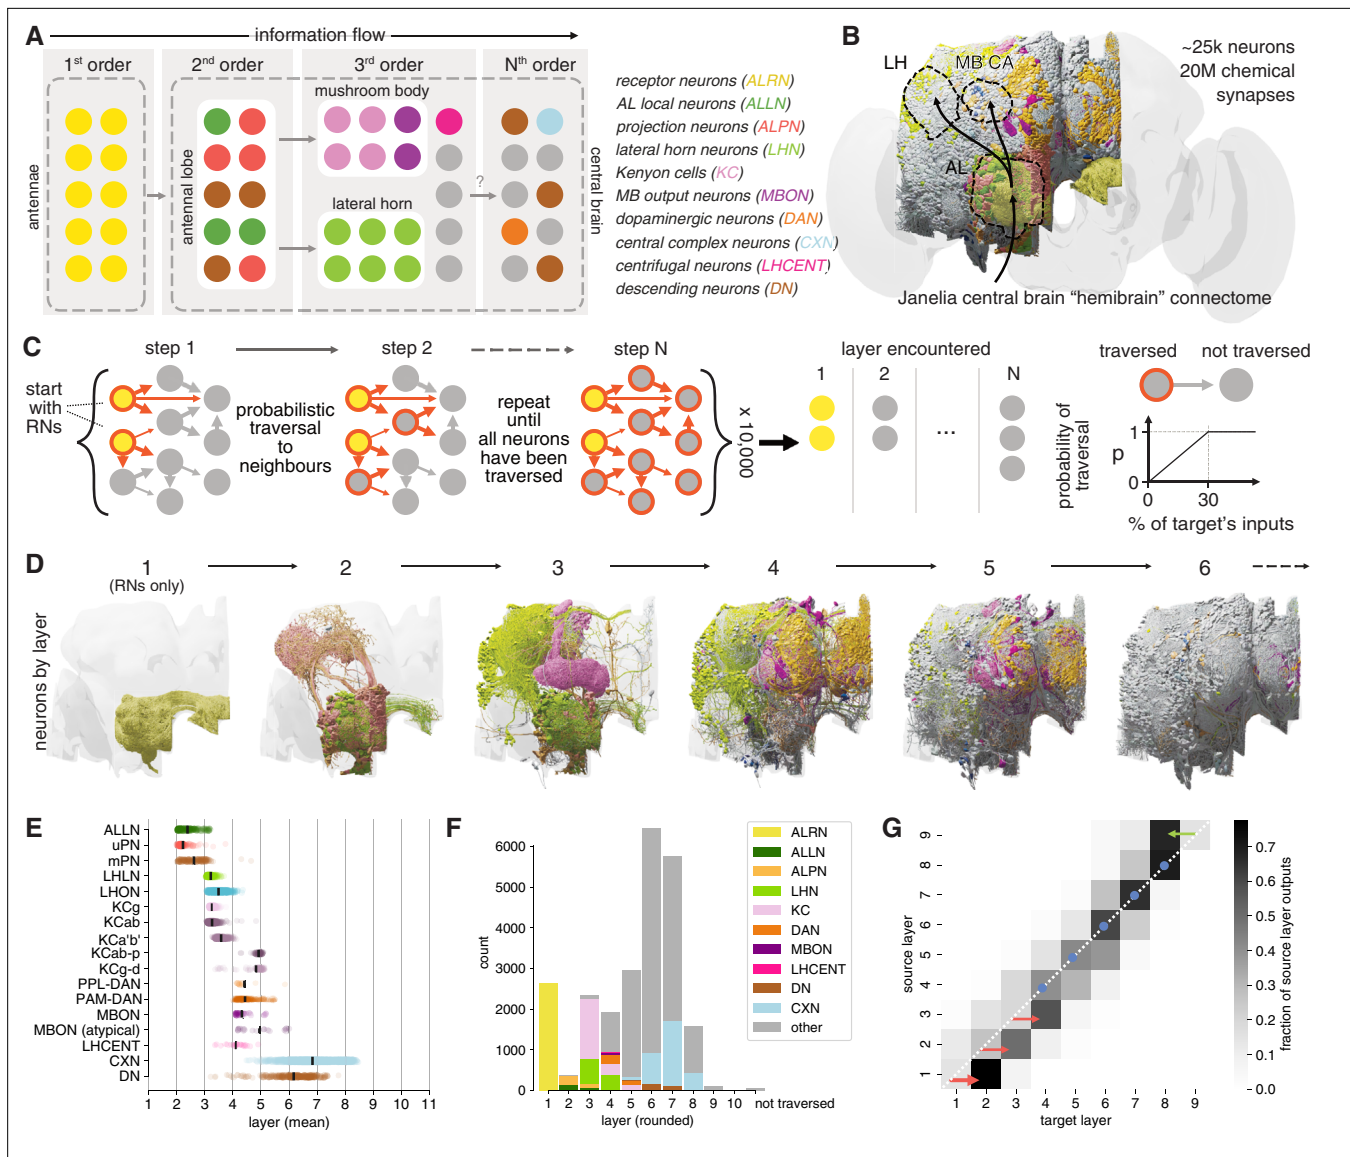 A
information flow
1st order
2nd order
3rd order
Nth order
mushroom body
lateral horn
antennae
antennal lobe
central brain
?
receptor neurons (ALRN)
AL local neurons (ALLN)
projection neurons (ALPN)
lateral horn neurons (LHN)
Kenyon cells (KC)
MB output neurons (MBON)
dopaminergic neurons (DAN)
central complex neurons (CXN)
centrifugal neurons (LHCENT)
descending neurons (DN)
B
LH
MB CA
AL
~25k neurons
20M chemical
synapses
Janelia central brain “hemibrain” connectome
C
step 1
step 2
step N
start
with
RNs
probabilistic
traversal
to
neighbours
repeat
until
all neurons
have been
traversed
x 10,000
layer encountered
1
2
...
N
traversed
not traversed
probability of
traversal
p
1
0
0
30
% of target's inputs
D
neurons by layer
1
(RNs only)
2
3
4
5
6
E
ALLN
uPN
mPN
LHLN
LHON
KCg
KCab
KCa'b'
KCab-p
KCg-d
PPL-DAN
PAM-DAN
MBON
MBON (atypical)
LHCENT
CXN
DN
1 2 3 4 5 6 7 8 9 10 11
layer (mean)
F
count
6000
5000
4000
3000
2000
1000
0
1 2 3 4 5 6 7 8 9 10 not traversed
layer (rounded)
ALRN
ALLN
ALPN
LHN
KC
DAN
MBON
LHCENT
DN
CXN
other
G
source layer
9
8
7
6
5
4
3
2
1
1 2 3 4 5 6 7 8 9
target layer
0.7
0.6
0.5
0.4
0.3
0.2
0.1
0.0
fraction of source layer outputs